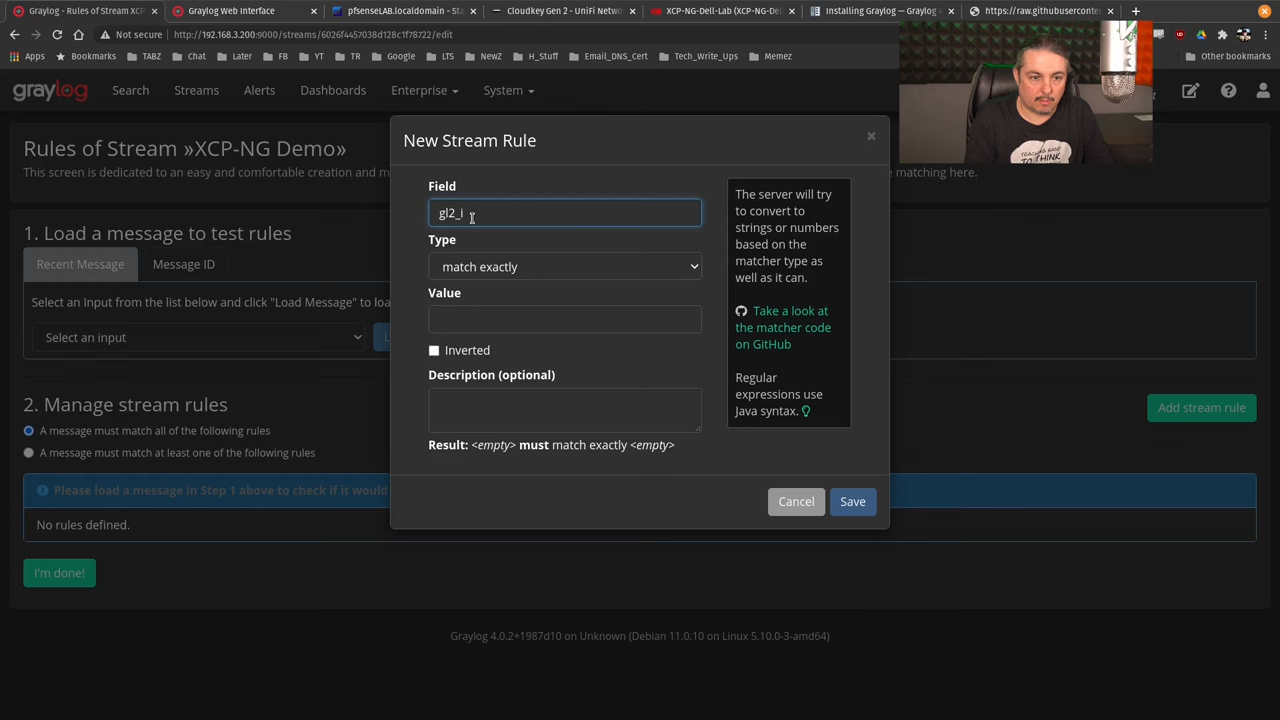 Graylog - Rules of Stream XCP
Graylog Web Interface
pfsenseLAB.localdomain - Sta
Cloudkey Gen 2 - UniFi Netwo
XCP-NG-Dell-Lab (XCP-NG-De
Installing Graylog — Graylog 4
https://raw.githubuserconte
Not secure http://192.168.3.200:9000/streams/6026f4457038d128c1f78722/edit
Apps Bookmarks TABZ Chat Later FB YT TR Google LTS NewZ H_Stuff Email_DNS_Cert Tech_Write_Ups Memez Other bookmarks
graylog Search Streams Alerts Dashboards Enterprise System
Rules of Stream »XCP-NG Demo»
This screen is dedicated to an easy and comfortable creation and m
matching here.
1. Load a message to test rules
Recent Message Message ID
Select an Input from the list below and click "Load Message" to loa
Select an input
2. Manage stream rules
Add stream rule
A message must match all of the following rules
A message must match at least one of the following rules
Please load a message in Step 1 above to check if it would
No rules defined.
I'm done!
Graylog 4.0.2+1987d10 on Unknown (Debian 11.0.10 on Linux 5.10.0-3-amd64)
New Stream Rule
×
Field
gl2_i
Type
match exactly
Value
Inverted
Description (optional)
Result: <empty> must match exactly <empty>
The server will try
to convert to
strings or numbers
based on the
matcher type as
well as it can.
Take a look at
the matcher code
on GitHub
Regular
expressions use
Java syntax.
Cancel Save